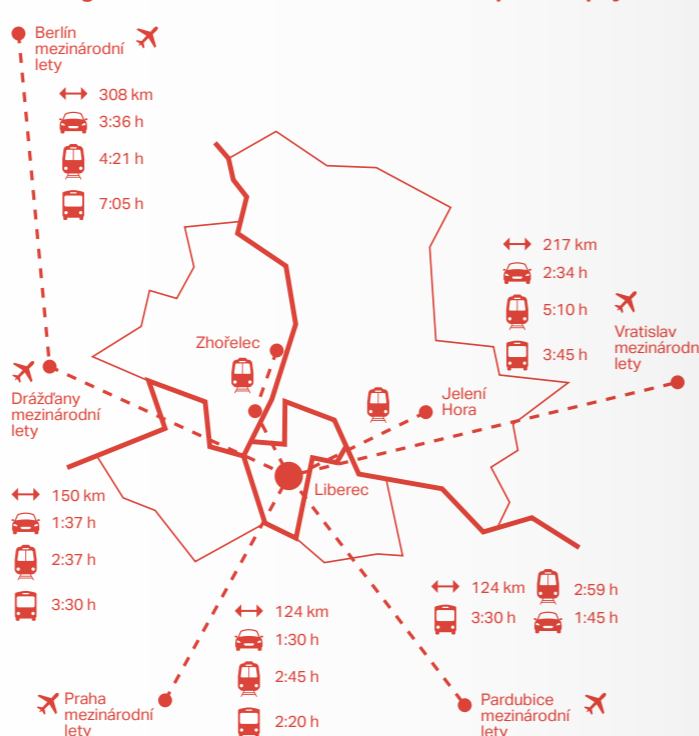 Berlín
mezinárodní
lety
308 km
3:36 h
4:21 h
7:05 h
217 km
2:34 h
5:10 h
3:45 h
Vratislav
mezinárodn
lety
Zhořelec
Jelení
Hora
Drážďany
mezinárodní
lety
Liberec
150 km
1:37 h
2:37 h
3:30 h
124 km
2:59 h
3:30 h
1:45 h
124 km
1:30 h
2:45 h
2:20 h
Praha
mezinárodní
lety
Pardubice
mezinárodní
lety